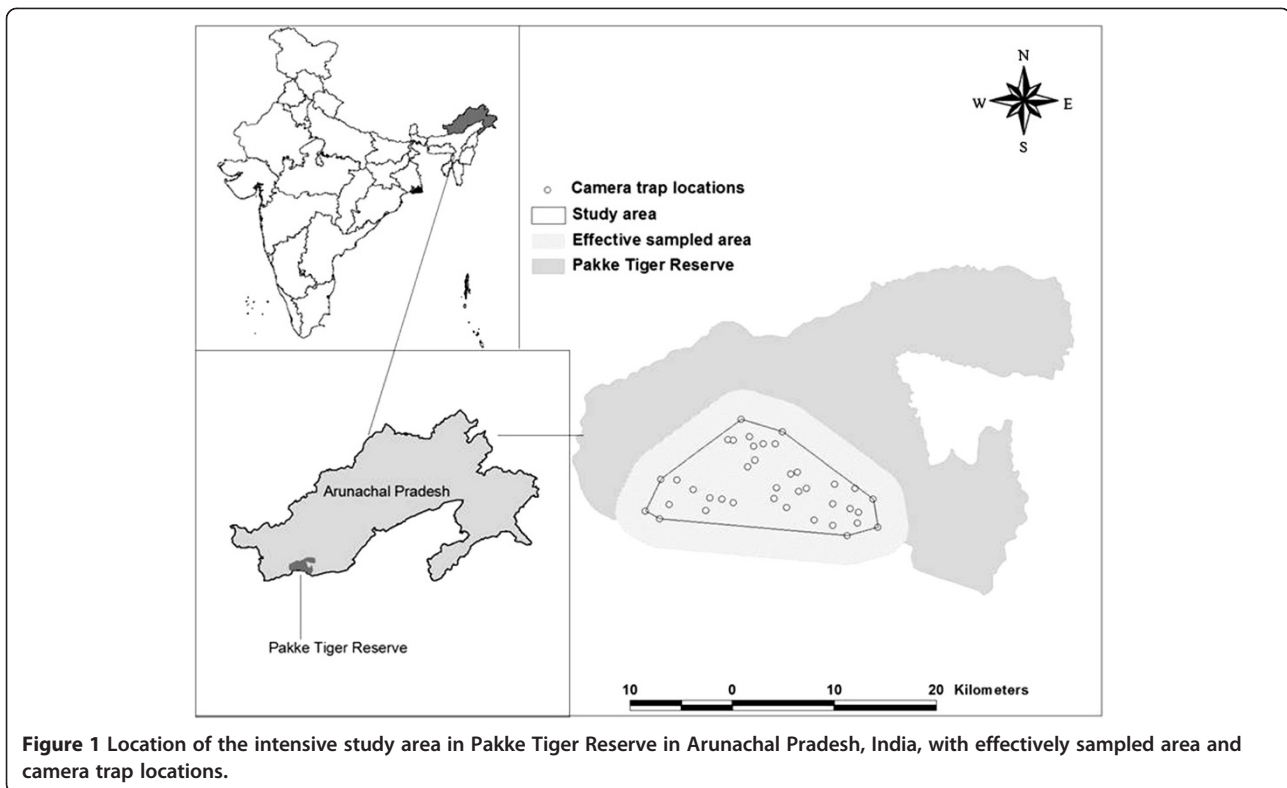 N
W E
S
Camera trap locations
Study area
Effective sampled area
Pakke Tiger Reserve
Arunachal Pradesh
Pakke Tiger Reserve
10 0 10 20 Kilometers
Figure 1 Location of the intensive study area in Pakke Tiger Reserve in Arunachal Pradesh, India, with effectively sampled area and
camera trap locations.